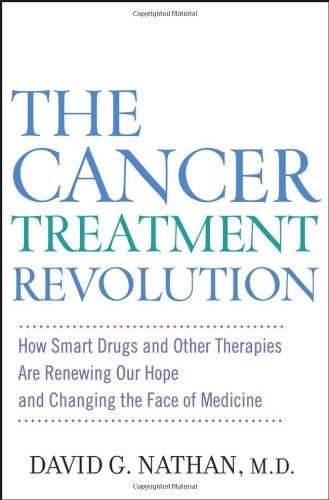 Copyrighted Material
THE
CANCER
TREATMENT
REVOLUTION
How Smart Drugs and Other Therapies
Are Renewing Our Hope
and Changing the Face of Medicine
DAVID G. NATHAN, M.D.
Copyrighted Material